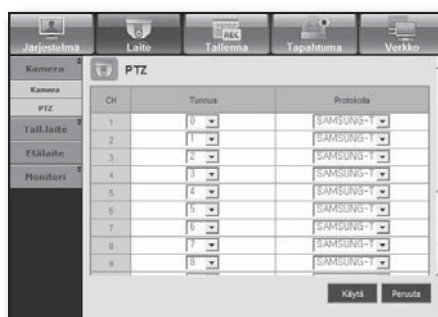 Järjestelma Laite Tallenna Tapahtuma Verkko
REC
Kamera
Kamera
PTZ
Tall.laite
Etälaite
Monitori
PTZ
CH Tunnus Protokolla
1 0 SAMSUNG-T
2 1 SAMSUNG-T
3 2 SAMSUNG-T
4 3 SAMSUNG-T
5 4 SAMSUNG-T
6 5 SAMSUNG-T
7 6 SAMSUNG-T
8 7 SAMSUNG-T
9 8 SAMSUNG-T
Käytä Peruuta